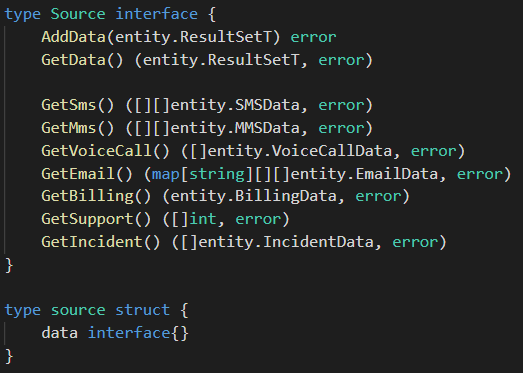 type Source interface {
    AddData(entity.ResultSetT) error
    GetData() (entity.ResultSetT, error)

    GetSms() ([][]entity.SMSData, error)
    GetMms() ([][]entity.MMSData, error)
    GetVoiceCall() ([]entity.VoiceCallData, error)
    GetEmail() (map[string][][]entity.EmailData, error)
    GetBilling() (entity.BillingData, error)
    GetSupport() ([]int, error)
    GetIncident() ([]entity.IncidentData, error)
}

type source struct {
    data interface{}
}